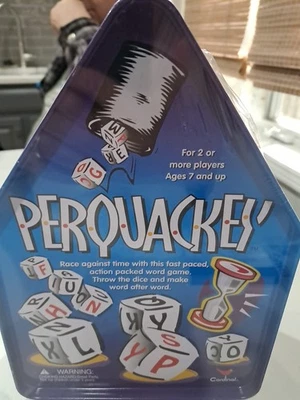 For 2 or
more players
Ages 7 and up
PERQUACKEY
Race against time with this fast paced,
action packed word game.
Throw the dice and make
word after word.
WARNING:
Cardinal